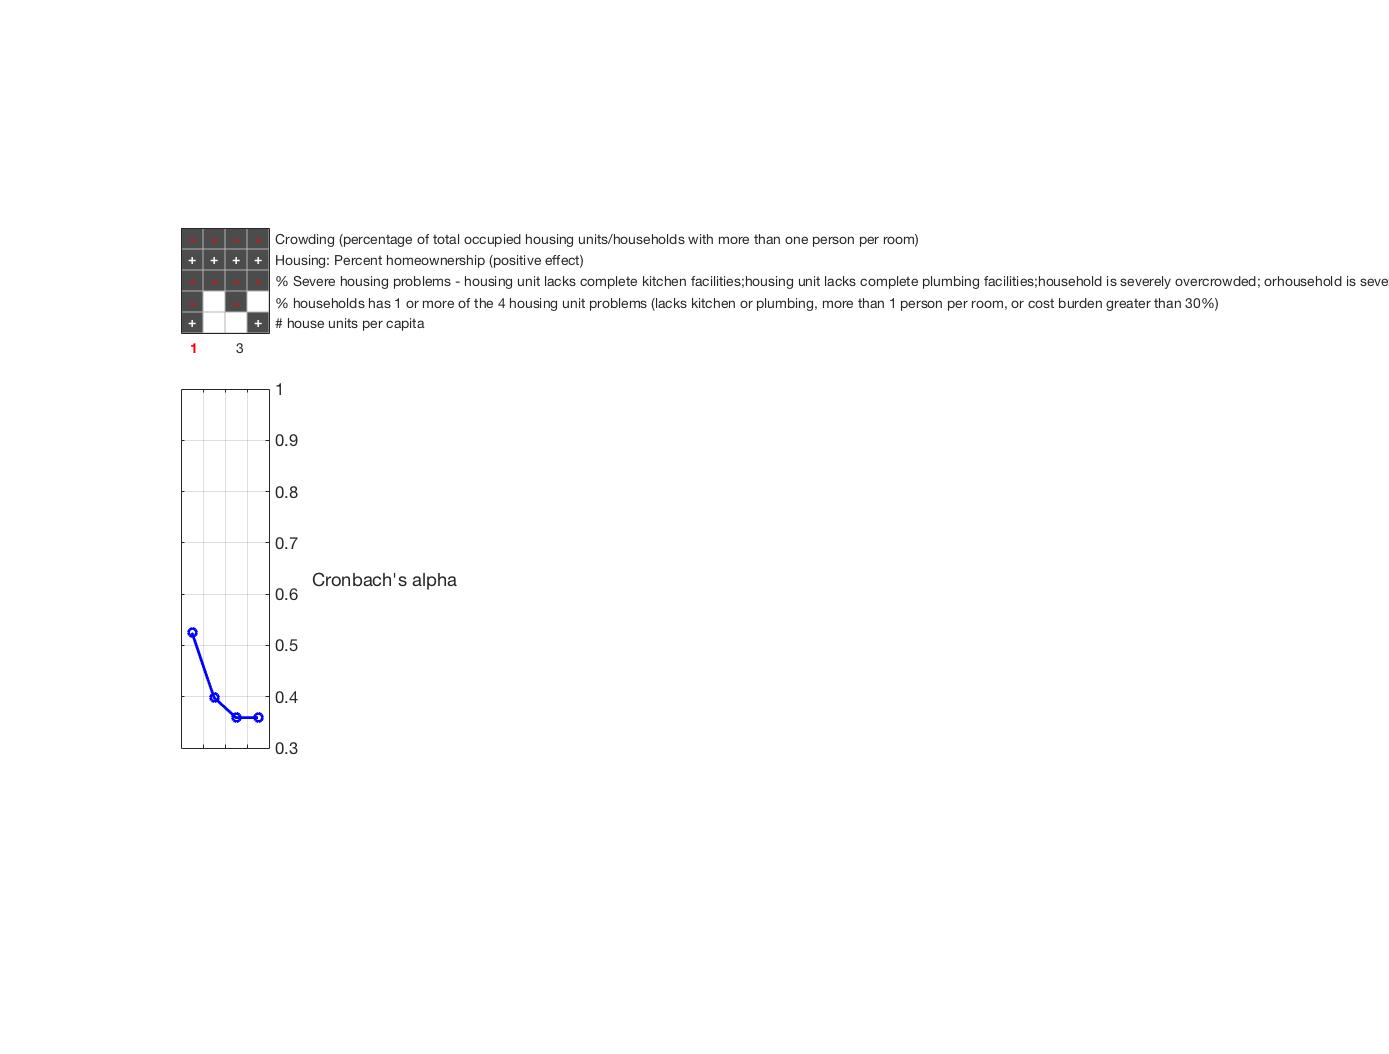 - - - - Crowding (percentage of total occupied housing units/households with more than one person per room)
+ + + + Housing: Percent homeownership (positive effect)
- - - - % Severe housing problems - housing unit lacks complete kitchen facilities;housing unit lacks complete plumbing facilities;household is severely overcrowded; orhousehold is seve
- - % households has 1 or more of the 4 housing unit problems (lacks kitchen or plumbing, more than 1 person per room, or cost burden greater than 30%)
+ + # house units per capita
1 3
1
0.9
0.8
0.7
Cronbach's alpha
0.6
0.5
0.4
0.3